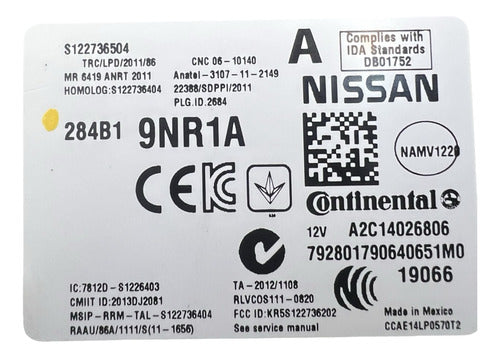 S122736504
TRC/LPD/2011/86
MR 6419 ANRT 2011
HOMOLOG:S122736404
CNC 06-10140
Anatel-3107-11-2149
22388/SDPPI/2011
PLG.ID.2684
A
Complies with
IDA Standards
DB01752
NISSAN
284B1 9NR1A
NAMV1220
CE
Continental
12V A2C14026806
792801790640651M0
19066
IC:7812D-S1226403
CMIIT ID:2013DJ2081
MSIP-RRM-TAL-S122736404
RAAU/86A/1111/S(11-1656)
TA-2012/1108
RLVCOS111-0820
FCC ID:KR5S122736202
See service manual
Made in Mexico
CCAE14LP0570T2